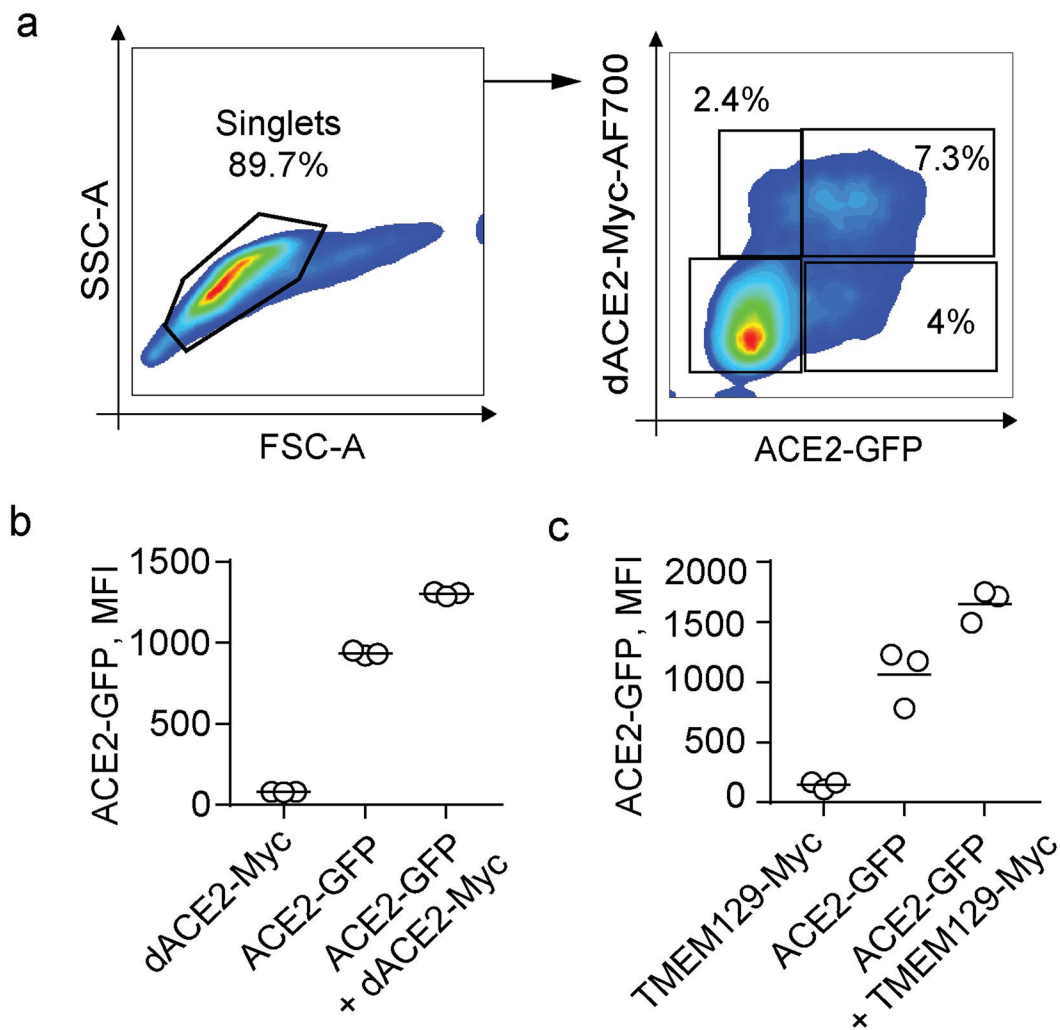 a
SSC-A
Singlets
89.7%
FSC-A
dACE2-Myc-AF700
2.4%
7.3%
4%
ACE2-GFP
b
ACE2-GFP, MFI
1500
1000
500
0
dACE2-Myc
ACE2-GFP
ACE2-GFP
+ dACE2-Myc
c
ACE2-GFP, MFI
2000
1500
1000
500
0
TMEM129-Myc
ACE2-GFP
ACE2-GFP
+ TMEM129-Myc